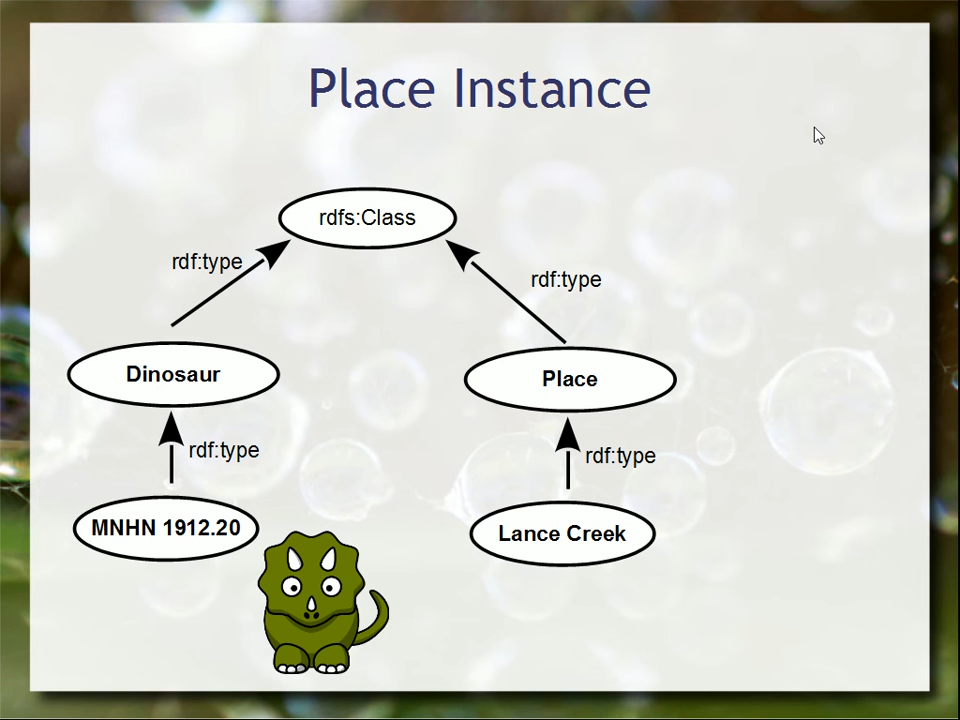 Place Instance
rdfs:Class
rdf:type
rdf:type
Dinosaur
Place
rdf:type
rdf:type
MNHN 1912.20
Lance Creek